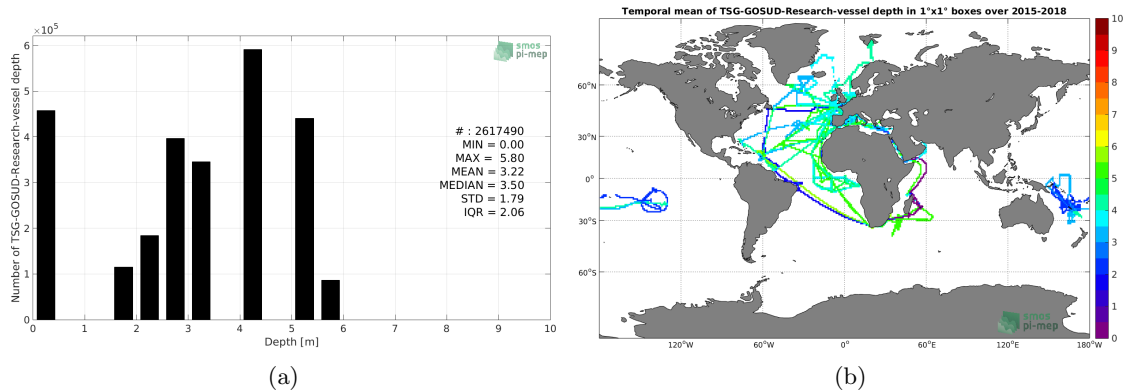 ×10⁵
6
5
4
3
2
1
0
Number of TSG-GOSUD-Research-vessel depth
smos
pi-mep
# : 2617490
MIN = 0.00
MAX = 5.80
MEAN = 3.22
MEDIAN = 3.50
STD = 1.79
IQR = 2.06
0 1 2 3 4 5 6 7 8 9 10
Depth [m]
(a)
Temporal mean of TSG-GOSUD-Research-vessel depth in 1°x1° boxes over 2015-2018
60°N
30°N
0°
30°S
60°S
120°W 60°W 0° 60°E 120°E 180°W
smos
pi-mep
10
9
8
7
6
5
4
3
2
1
0
(b)